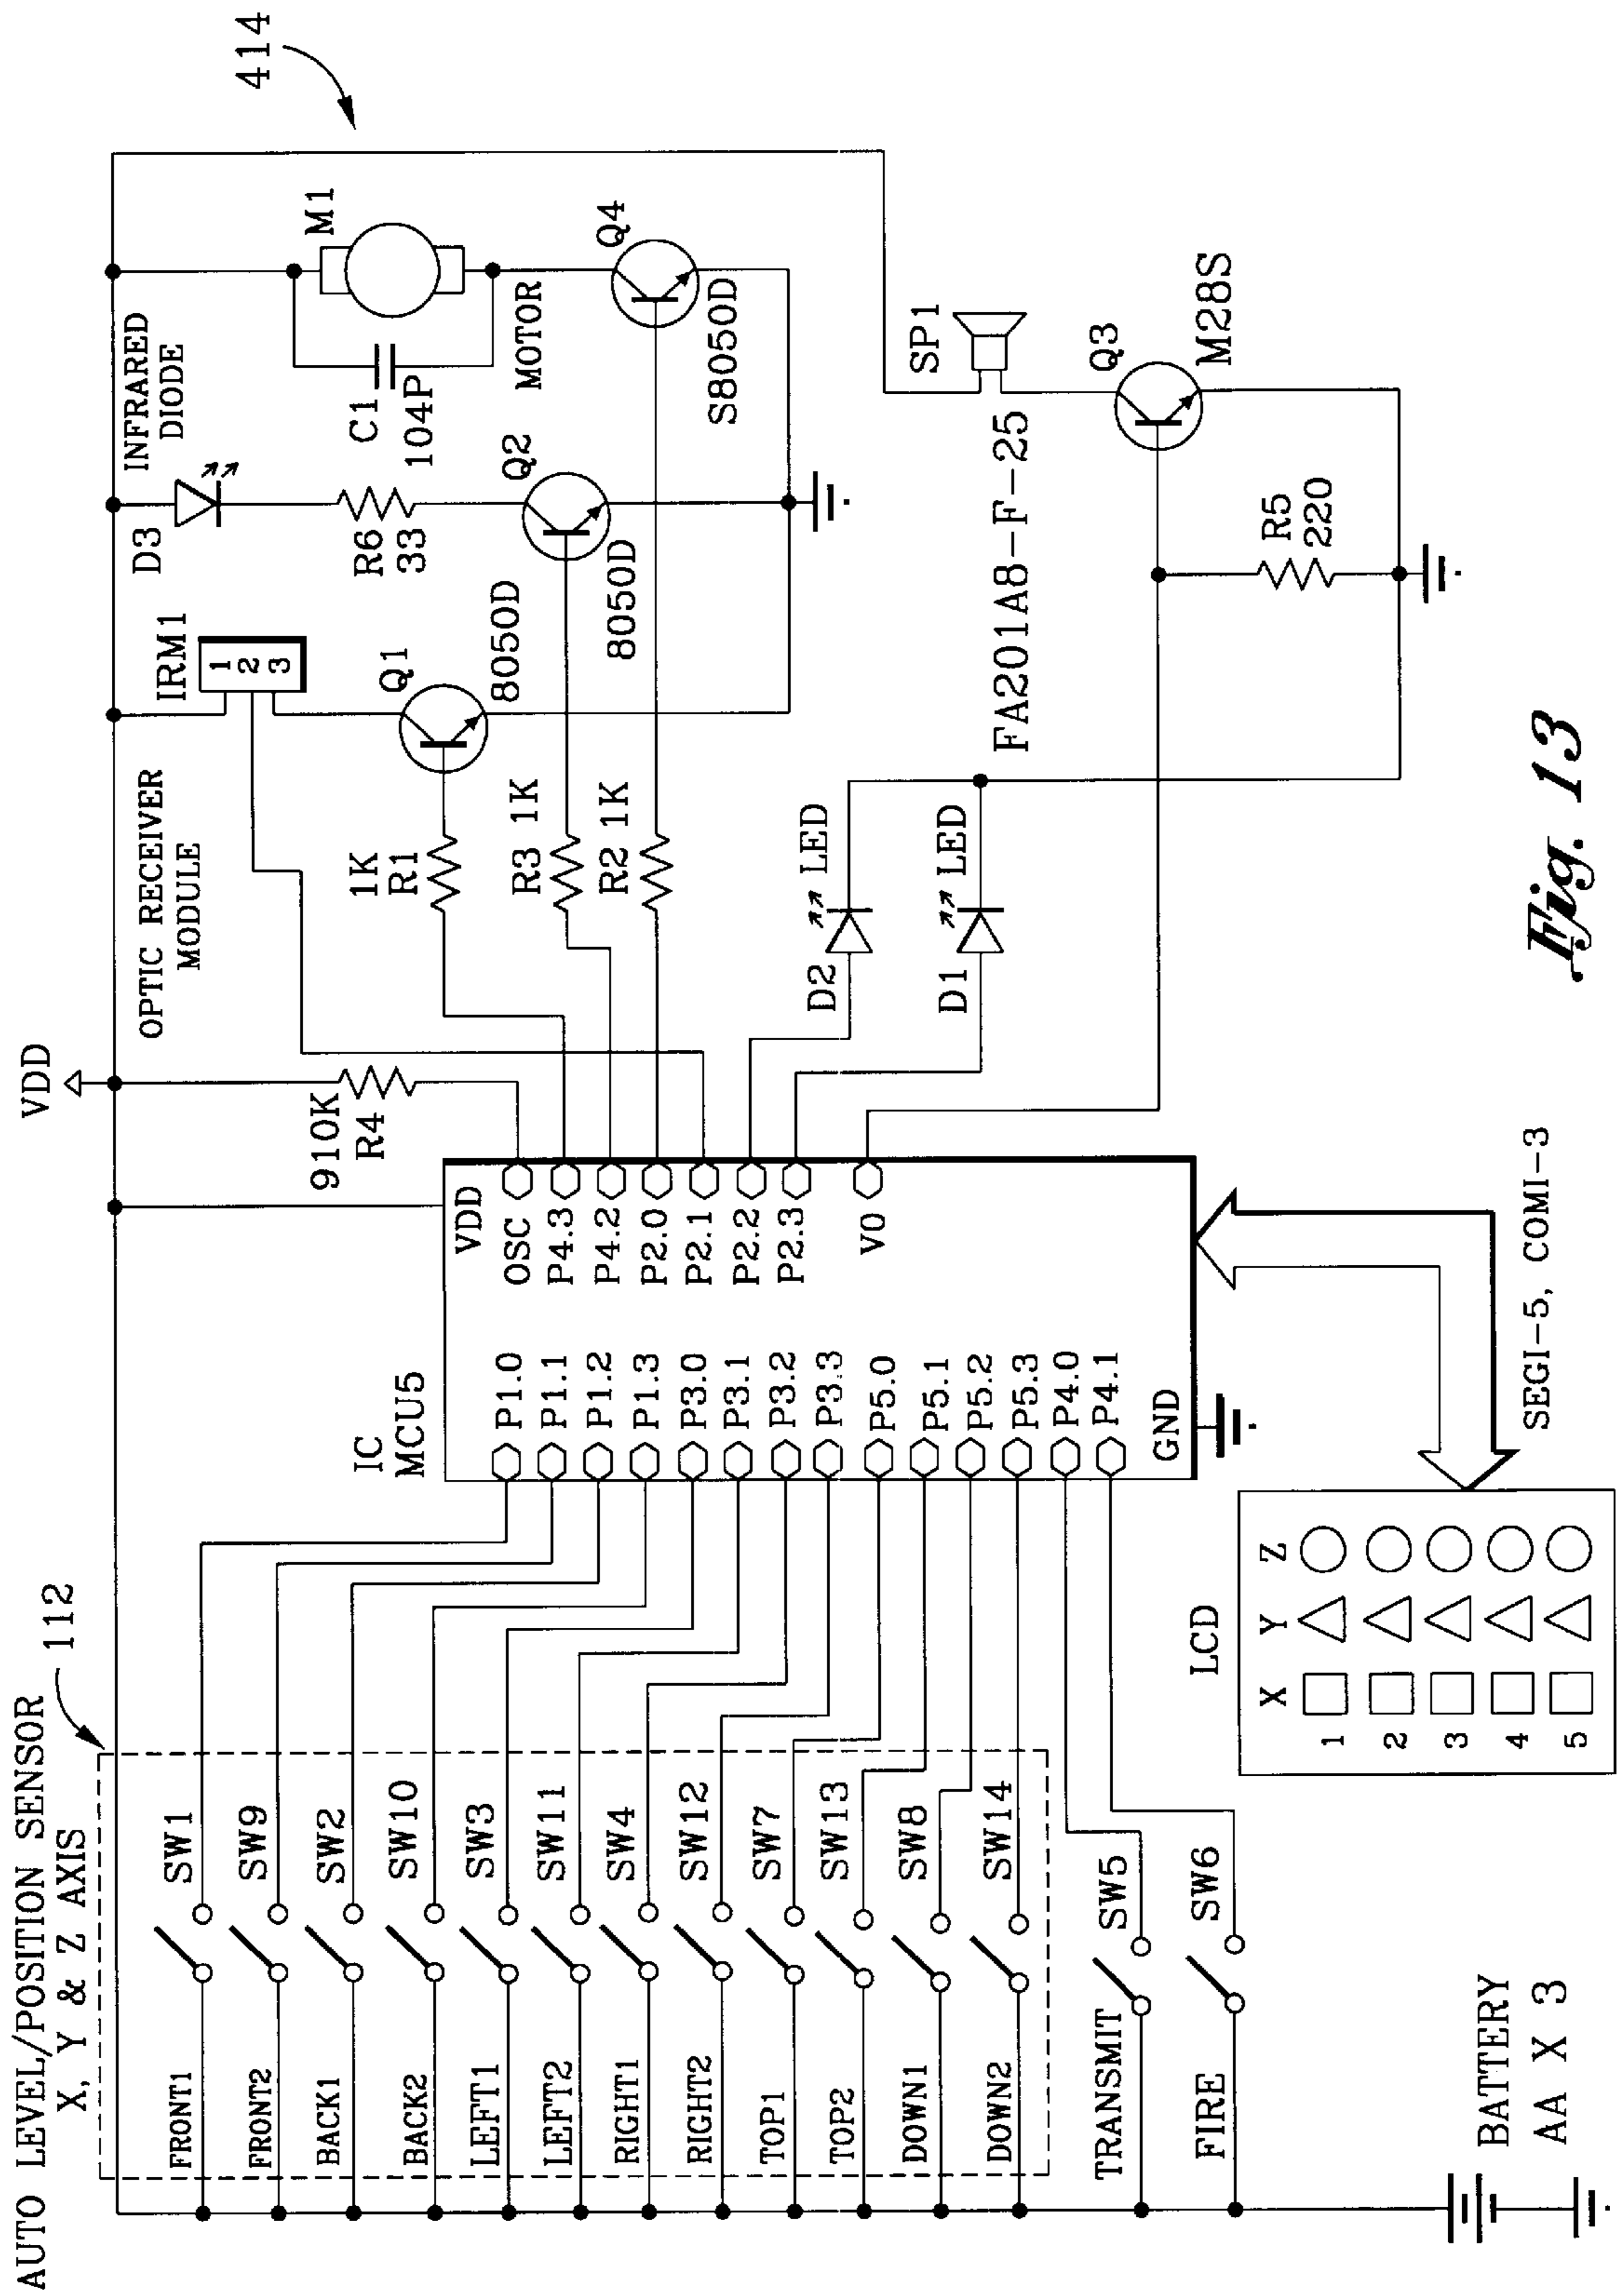 AUTO LEVEL/POSITION SENSOR
X, Y & Z AXIS
112
FRONT1
SW1
FRONT2
SW9
BACK1
SW2
BACK2
SW10
LEFT1
SW3
LEFT2
SW11
RIGHT1
SW4
RIGHT2
SW12
TOP1
SW7
TOP2
SW13
DOWN1
SW8
DOWN2
SW14
TRANSMIT
SW5
FIRE
SW6
BATTERY
AA X 3
LCD
X Y Z
1
2
3
4
5
SEGI-5, COMI-3
IC
MCU5
P1.0
P1.1
P1.2
P1.3
P3.0
P3.1
P3.2
P3.3
P5.0
P5.1
P5.2
P5.3
P4.0
P4.1
GND
VDD
OSC
P4.3
P4.2
P2.0
P2.1
P2.2
P2.3
VO
VDD
910K
R4
OPTIC RECEIVER
MODULE
IRM1
1
2
3
1K
R1
R3 1K
R2 1K
Q1
8050D
D3
INFRARED
DIODE
R6
33
Q2
8050D
C1
104P
M1
MOTOR
Q4
S8050D
414
D2
LED
D1
LED
SP1
FA201A8-F-25
Q3
M28S
R5
220
Fig. 13